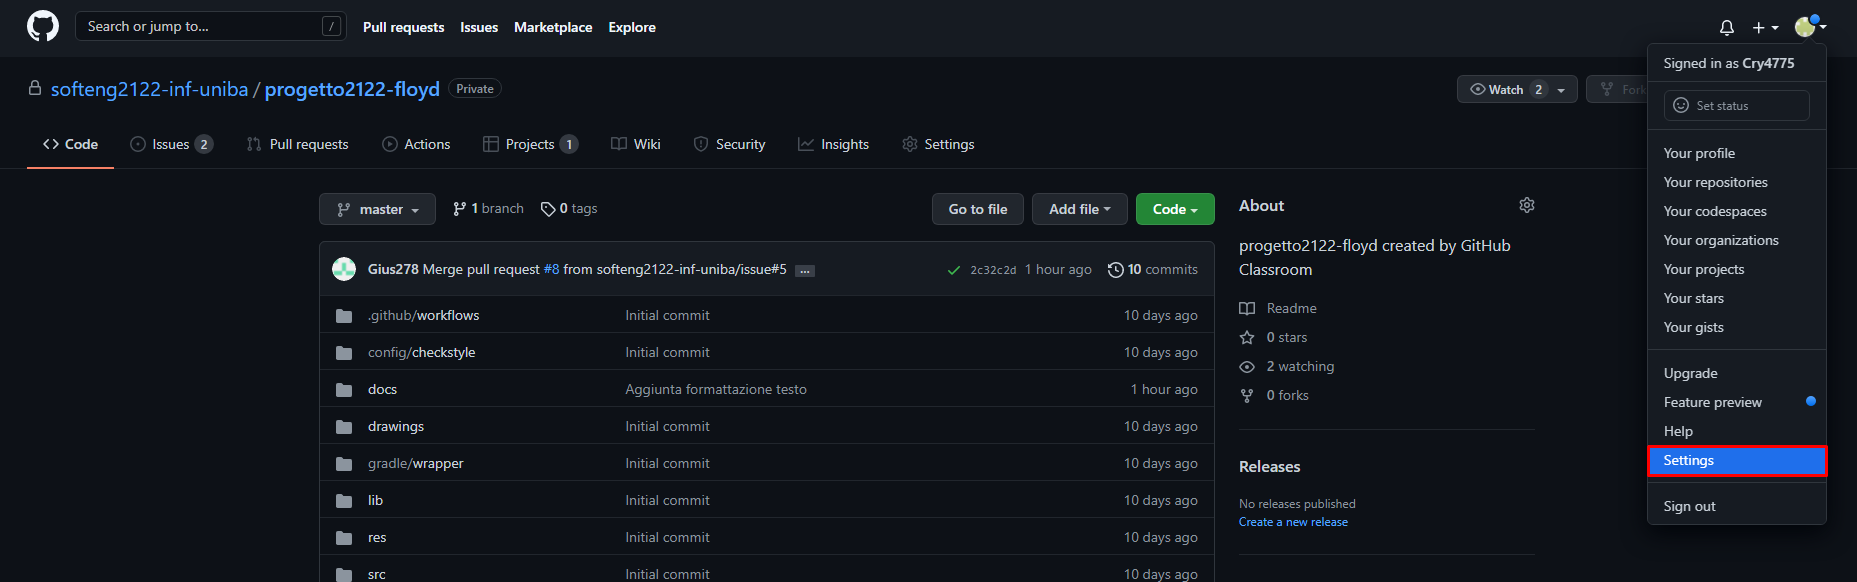 Search or jump to... /
Pull requests Issues Marketplace Explore
softeng2122-inf-uniba / progetto2122-floyd Private
Watch 2
Fork
Code
Issues 2
Pull requests
Actions
Projects 1
Wiki
Security
Insights
Settings
master
1 branch
0 tags
Go to file
Add file
Code
Gius278 Merge pull request #8 from softeng2122-inf-uniba/issue#5 ...
2c32c2d 1 hour ago
10 commits
.github/workflows Initial commit 10 days ago
config/checkstyle Initial commit 10 days ago
docs Aggiunta formattazione testo 1 hour ago
drawings Initial commit 10 days ago
gradle/wrapper Initial commit 10 days ago
lib Initial commit 10 days ago
res Initial commit 10 days ago
src Initial commit 10 days ago
About
progetto2122-floyd created by GitHub
Classroom
Readme
0 stars
2 watching
0 forks
Releases
No releases published
Create a new release
Signed in as Cry4775
Set status
Your profile
Your repositories
Your codespaces
Your organizations
Your projects
Your stars
Your gists
Upgrade
Feature preview
Help
Settings
Sign out